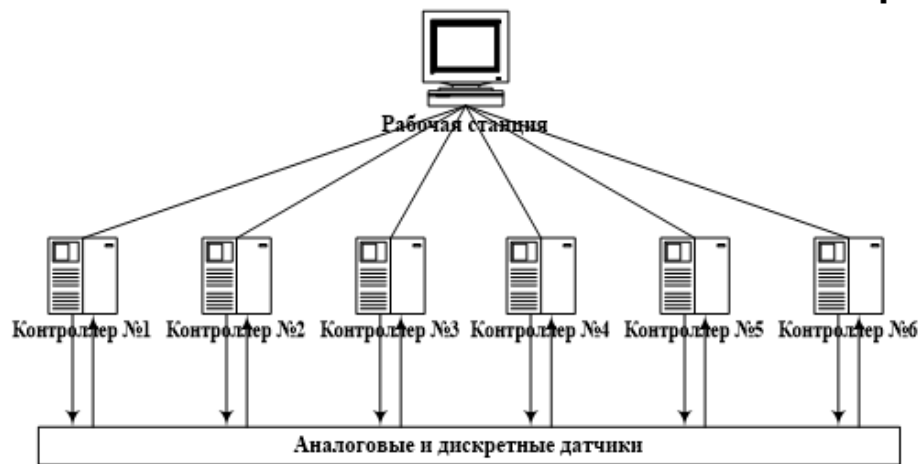 Рабочая станция
Контроллер №1 Контроллер №2 Контроллер №3 Контроллер №4 Контроллер №5 Контроллер №6
Аналоговые и дискретные датчики